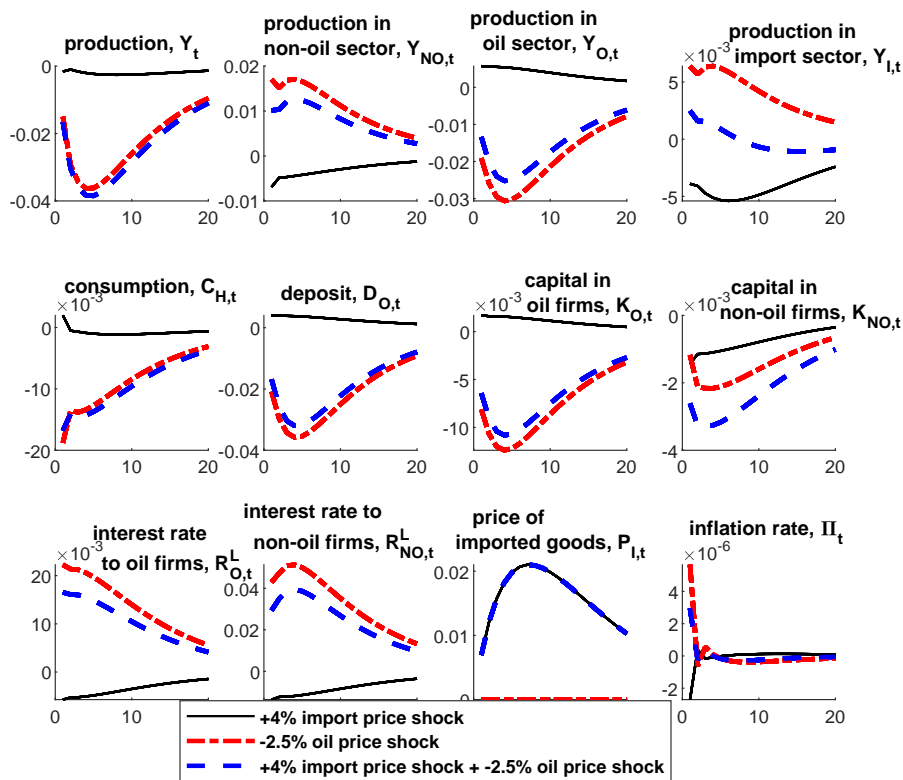 production, Y_t
0
-0.02
-0.04
0 10 20
production in
non-oil sector, Y_NO,t
0.02
0.01
0
-0.01
0 10 20
production in
oil sector, Y_O,t
0
-0.01
-0.02
-0.03
0 10 20
production in
import sector, Y_I,t
×10^-3
5
0
-5
0 10 20
consumption, C_H,t
×10^-3
0
-10
-20
0 10 20
deposit, D_O,t
0
-0.02
-0.04
0 10 20
capital in
oil firms, K_O,t
×10^-3
0
-5
-10
0 10 20
capital in
non-oil firms, K_NO,t
×10^-3
0
-2
-4
0 10 20
interest rate
to oil firms, R^L_O,t
×10^-3
20
10
0
0 10 20
interest rate to
non-oil firms, R^L_NO,t
0.04
0.02
0
0 10 20
price of
imported goods, P_I,t
0.02
0.01
0
0 10 20
inflation rate, Π_t
×10^-6
4
2
0
-2
0 10 20
+4% import price shock
-2.5% oil price shock
+4% import price shock + -2.5% oil price shock